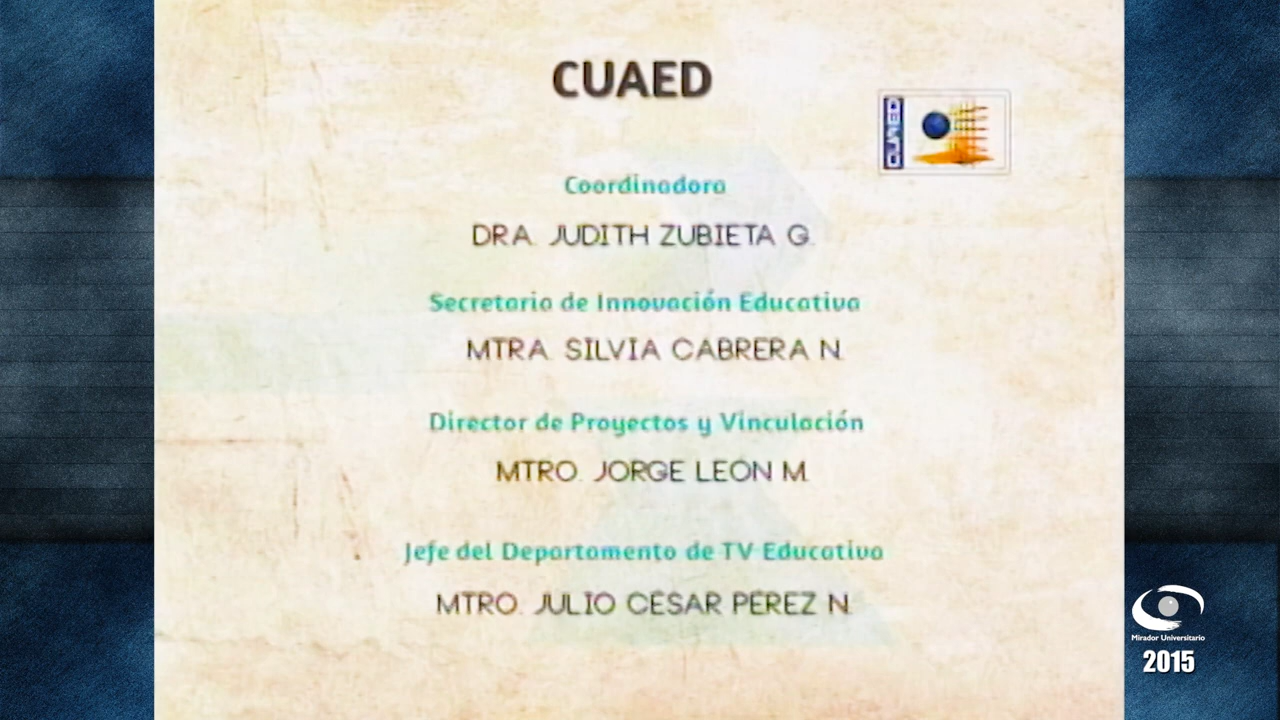 CUAED
CUAED
Coordinadora
DRA. JUDITH ZUBIETA G.
Secretaria de Innovación Educativa
MTRA. SILVIA CABRERA N.
Director de Proyectos y Vinculación
MTRO. JORGE LEÓN M.
Jefe del Departamento de TV Educativa
MTRO. JULIO CÉSAR PÉREZ N.
Mirador Universitario
2015